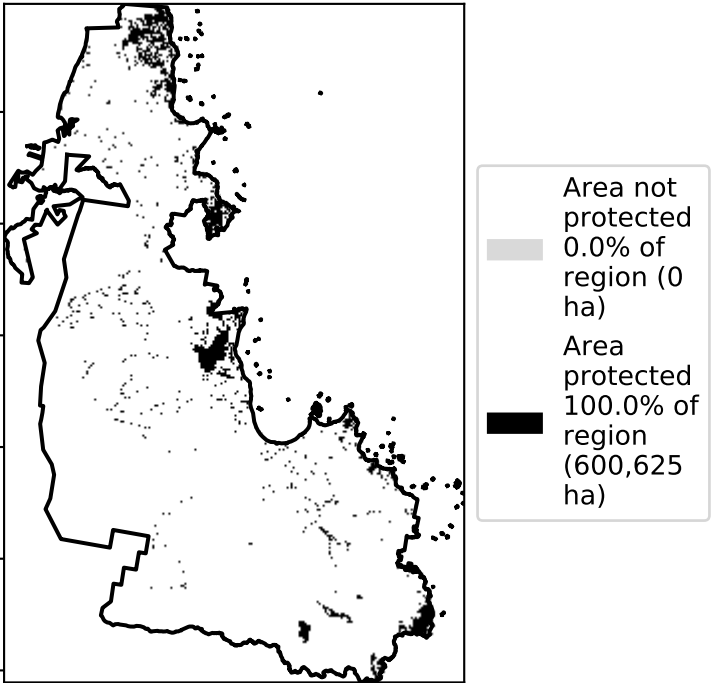 Area not
protected
0.0% of
region (0
ha)
Area
protected
100.0% of
region
(600,625
ha)